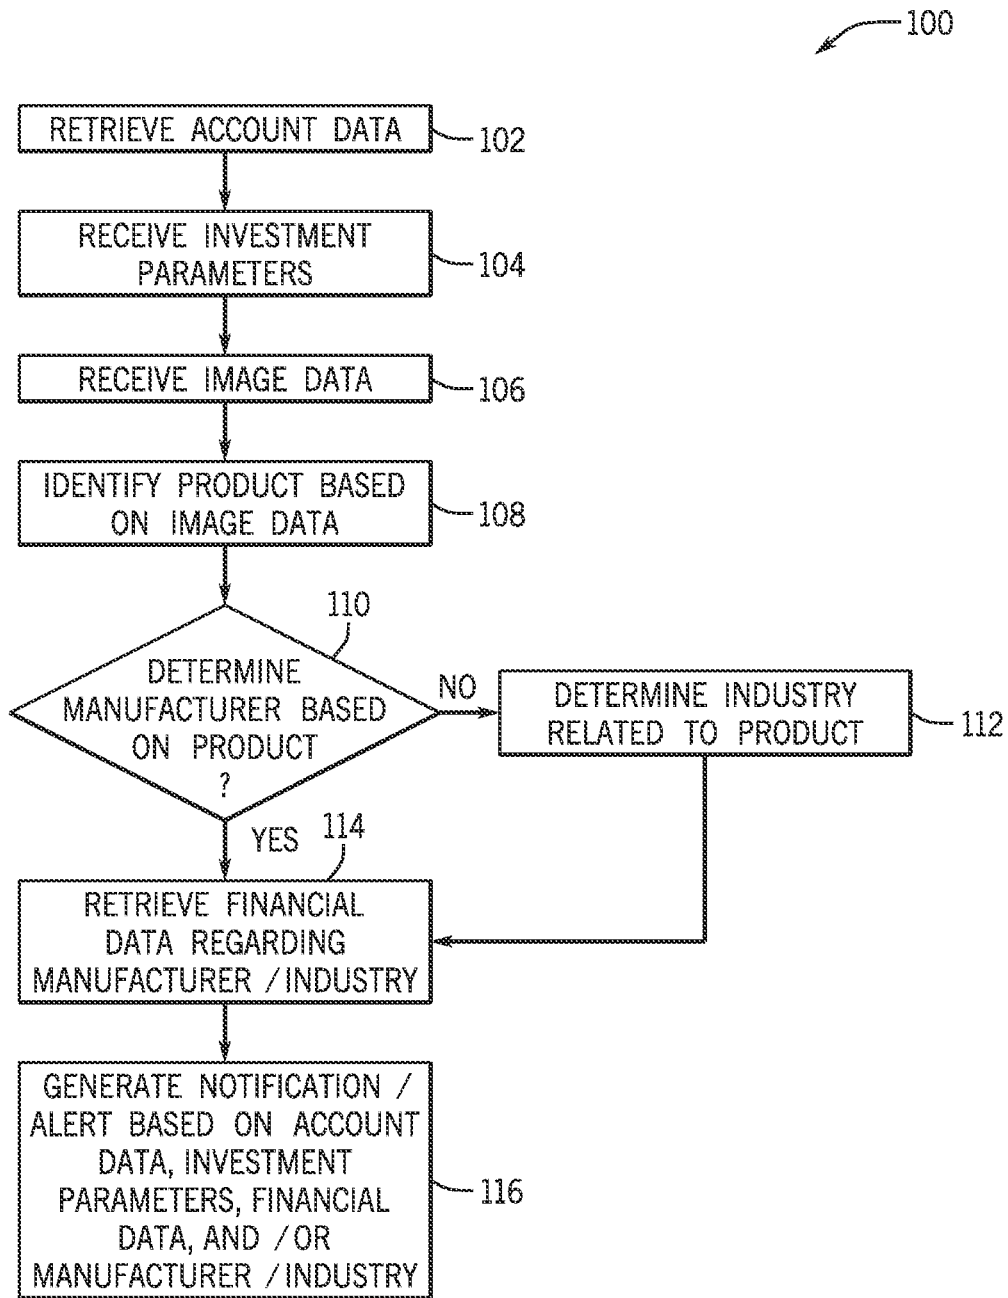 100
RETRIEVE ACCOUNT DATA
102
RECEIVE INVESTMENT
PARAMETERS
104
RECEIVE IMAGE DATA
106
IDENTIFY PRODUCT BASED
ON IMAGE DATA
108
110
DETERMINE
MANUFACTURER BASED
ON PRODUCT
?
NO
DETERMINE INDUSTRY
RELATED TO PRODUCT
112
YES
114
RETRIEVE FINANCIAL
DATA REGARDING
MANUFACTURER / INDUSTRY
GENERATE NOTIFICATION /
ALERT BASED ON ACCOUNT
DATA, INVESTMENT
PARAMETERS, FINANCIAL
DATA, AND / OR
MANUFACTURER / INDUSTRY
116